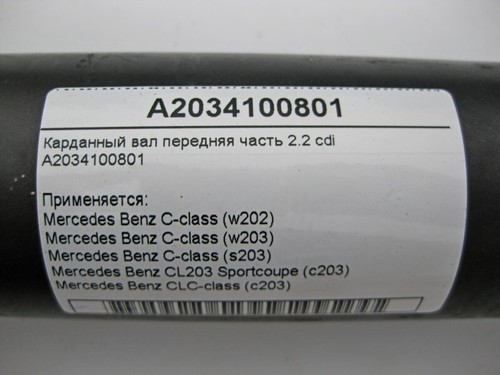 A2034100801
Карданный вал передняя часть 2.2 cdi
A2034100801
Применяется:
Mercedes Benz C-class (w202)
Mercedes Benz C-class (w203)
Mercedes Benz C-class (s203)
Mercedes Benz CL203 Sportcoupe (c203)
Mercedes Benz CLC-class (c203)